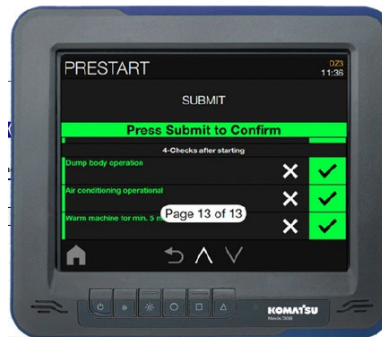 PRESTART
DZ3
11:36
SUBMIT
Press Submit to Confirm
4-Checks after starting
Dump body operation
Air conditioning operational
Warm machine for min. 5
Page 13 of 13
KOMATSU